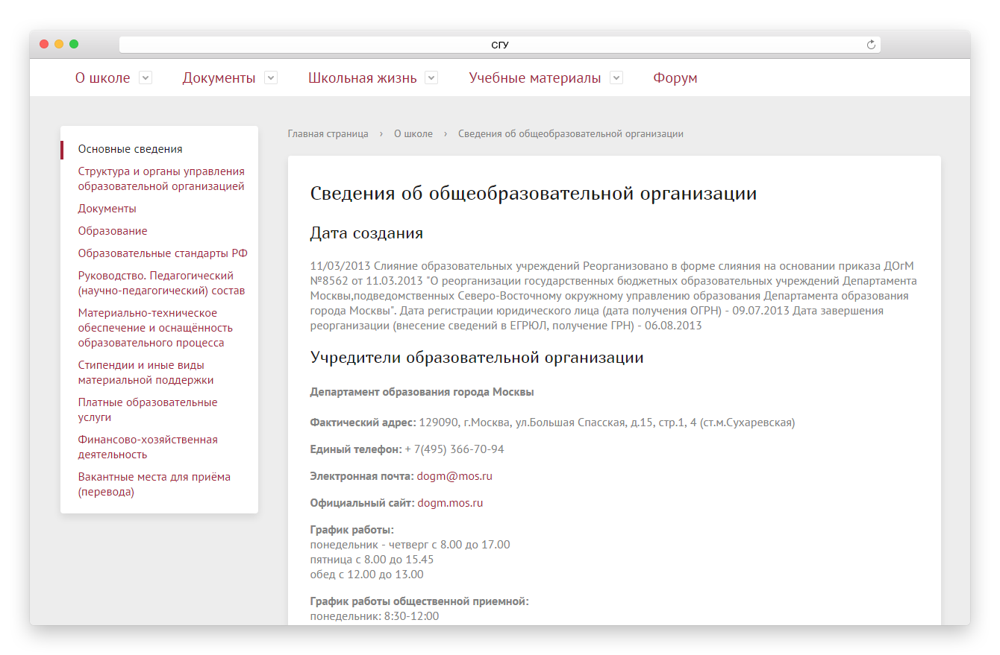 СГУ
О школе
Документы
Школьная жизнь
Учебные материалы
Форум
Основные сведения
Структура и органы управления
образовательной организацией
Документы
Образование
Образовательные стандарты РФ
Руководство. Педагогический
(научно-педагогический) состав
Материально-техническое
обеспечение и оснащённость
образовательного процесса
Стипендии и иные виды
материальной поддержки
Платные образовательные
услуги
Финансово-хозяйственная
деятельность
Вакантные места для приёма
(перевода)
Главная страница › О школе › Сведения об общеобразовательной организации
Сведения об общеобразовательной организации
Дата создания
11/03/2013 Слияние образовательных учреждений Реорганизовано в форме слияния на основании приказа ДОгМ
№8562 от 11.03.2013 "О реорганизации государственных бюджетных образовательных учреждений Департамента
Москвы,подведомственных Северо-Восточному окружному управлению образования Департамента образования
города Москвы". Дата регистрации юридического лица (дата получения ОГРН) - 09.07.2013 Дата завершения
реорганизации (внесение сведений в ЕГРЮЛ, получение ГРН) - 06.08.2013
Учредители образовательной организации
Департамент образования города Москвы
Фактический адрес: 129090, г.Москва, ул.Большая Спасская, д.15, стр.1, 4 (ст.м.Сухаревская)
Единый телефон: + 7(495) 366-70-94
Электронная почта: dogm@mos.ru
Официальный сайт: dogm.mos.ru
График работы:
понедельник - четверг с 8.00 до 17.00
пятница с 8.00 до 15.45
обед с 12.00 до 13.00
График работы общественной приемной:
понедельник: 8:30-12:00